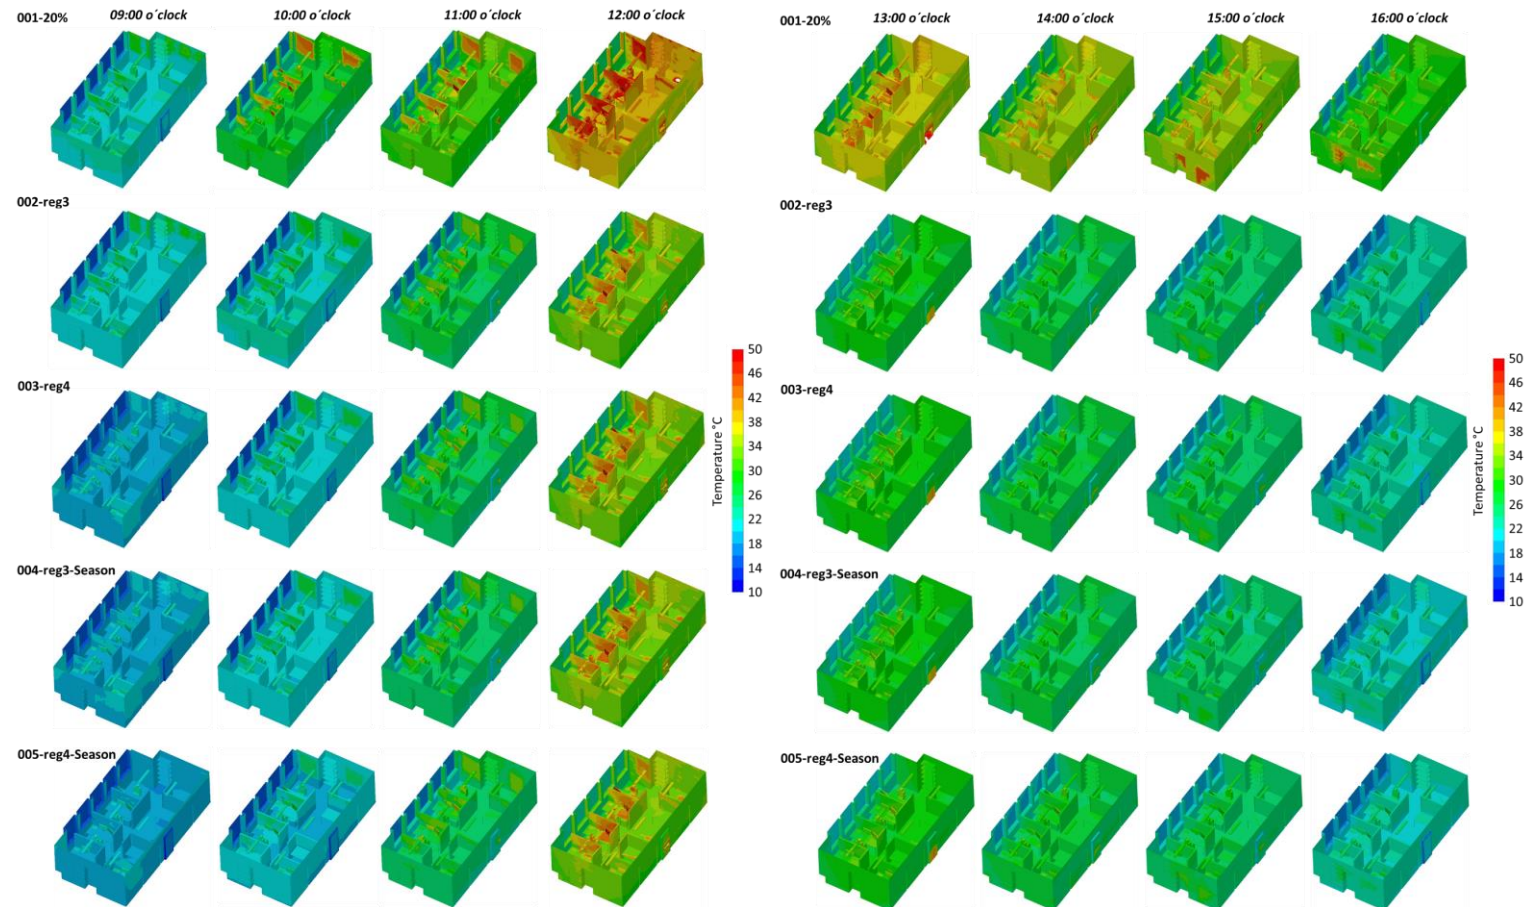 001-20%
09:00 o´clock
10:00 o´clock
11:00 o´clock
12:00 o´clock
002-reg3
003-reg4
004-reg3-Season
005-reg4-Season
50
46
42
38
34
30
26
22
18
14
10
Temperature °C
001-20%
13:00 o´clock
14:00 o´clock
15:00 o´clock
16:00 o´clock
002-reg3
003-reg4
004-reg3-Season
005-reg4-Season
50
46
42
38
34
30
26
22
18
14
10
Temperature °C